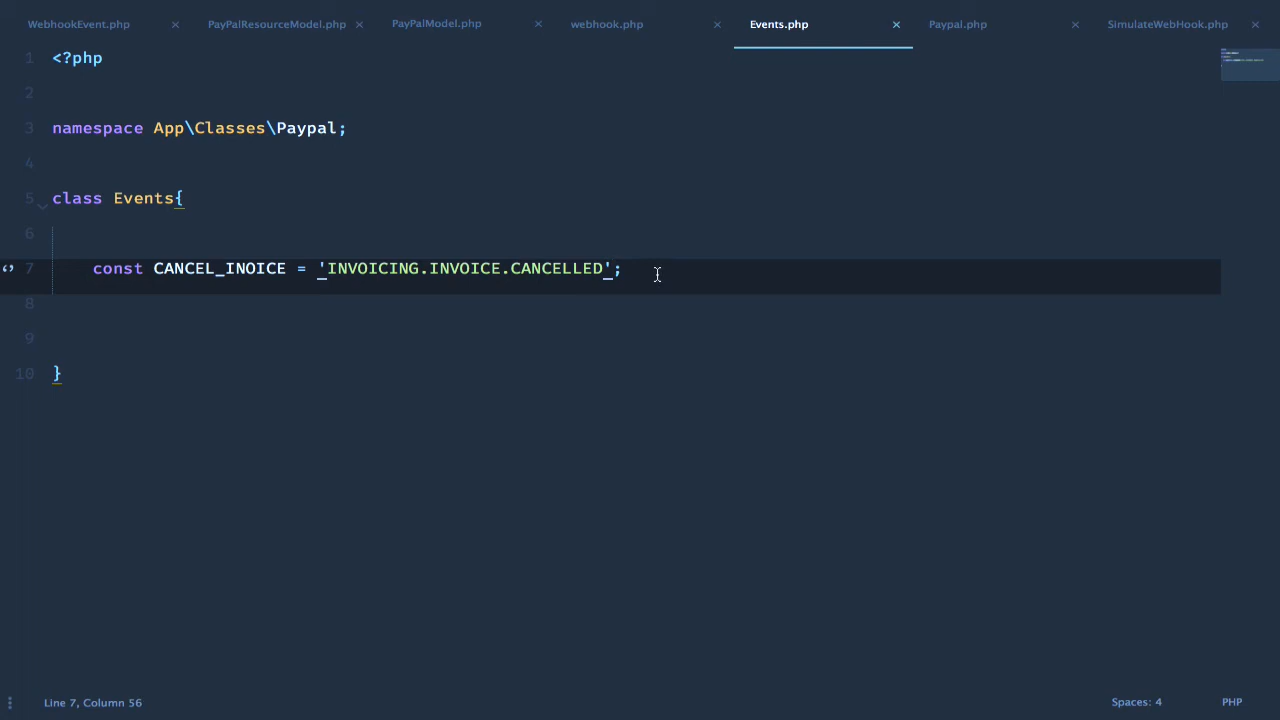 WebhookEvent.php × PayPalResourceModel.php × PayPalModel.php × webhook.php × Events.php × Paypal.php × SimulateWebHook.php ×
1 <?php
2
3 namespace App\Classes\Paypal;
4
5 class Events{
6
7 const CANCEL_INOICE = 'INVOICING.INVOICE.CANCELLED';
8
9
10 }
Line 7, Column 56 Spaces: 4 PHP